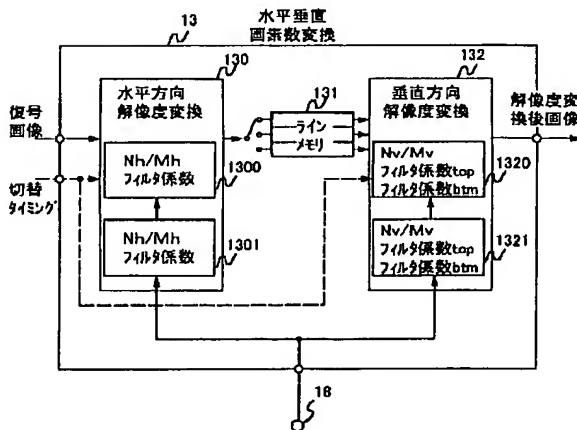 水平垂直
画素数変換
13
130
水平方向
解像度変換
131
ライン
メモリ
132
垂直方向
解像度変換
復号
画像
切替
タイミング
解像度変
換後画像
Nh/Mh
フィルタ係数
1300
Nh/Mh
フィルタ係数
1301
Nv/Mv
フィルタ係数top
フィルタ係数btm
1320
Nv/Mv
フィルタ係数top
フィルタ係数btm
1321
18